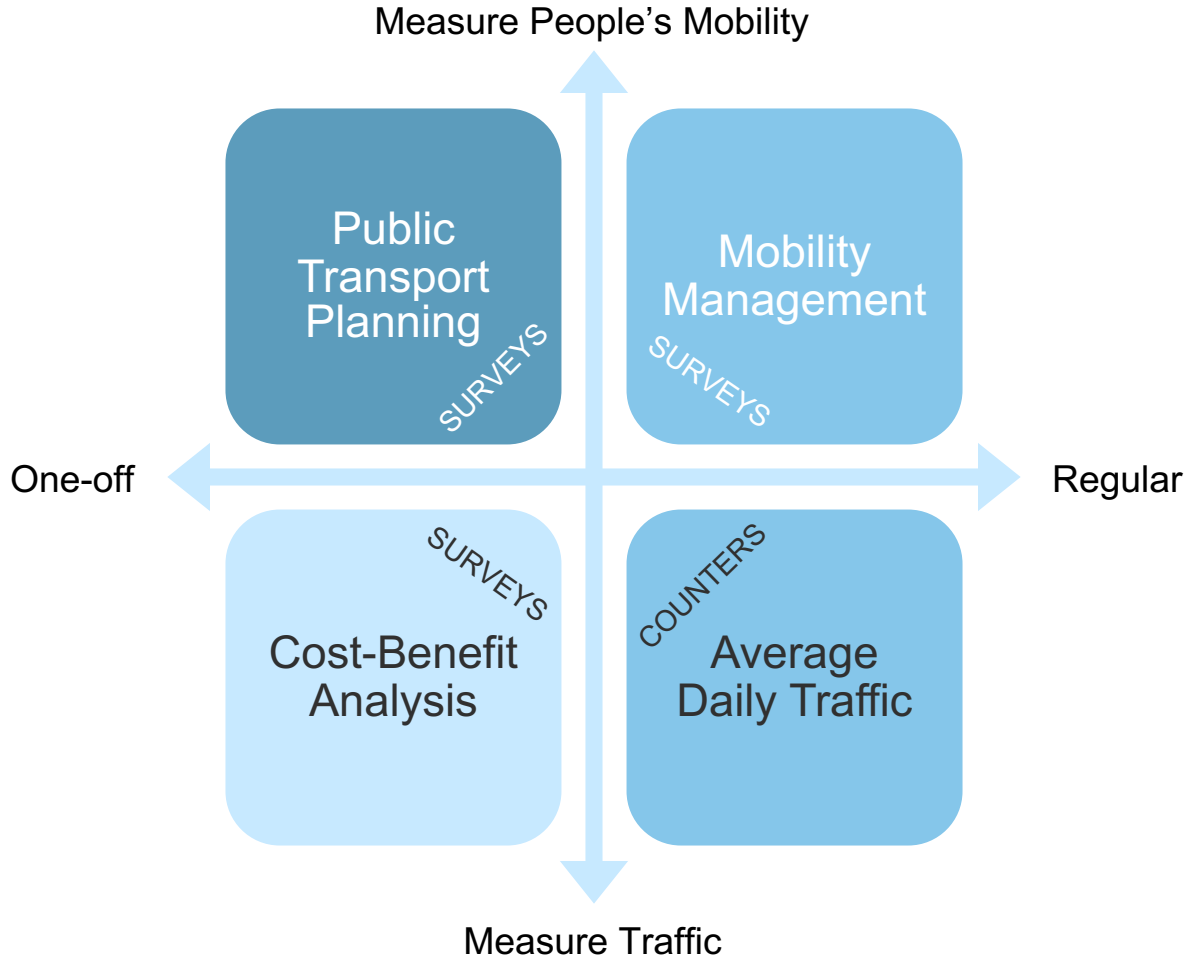 Measure People’s Mobility
Public
Transport
Planning
SURVEYS
Mobility
Management
SURVEYS
One-off
Regular
SURVEYS
Cost-Benefit
Analysis
COUNTERS
Average
Daily Traffic
Measure Traffic